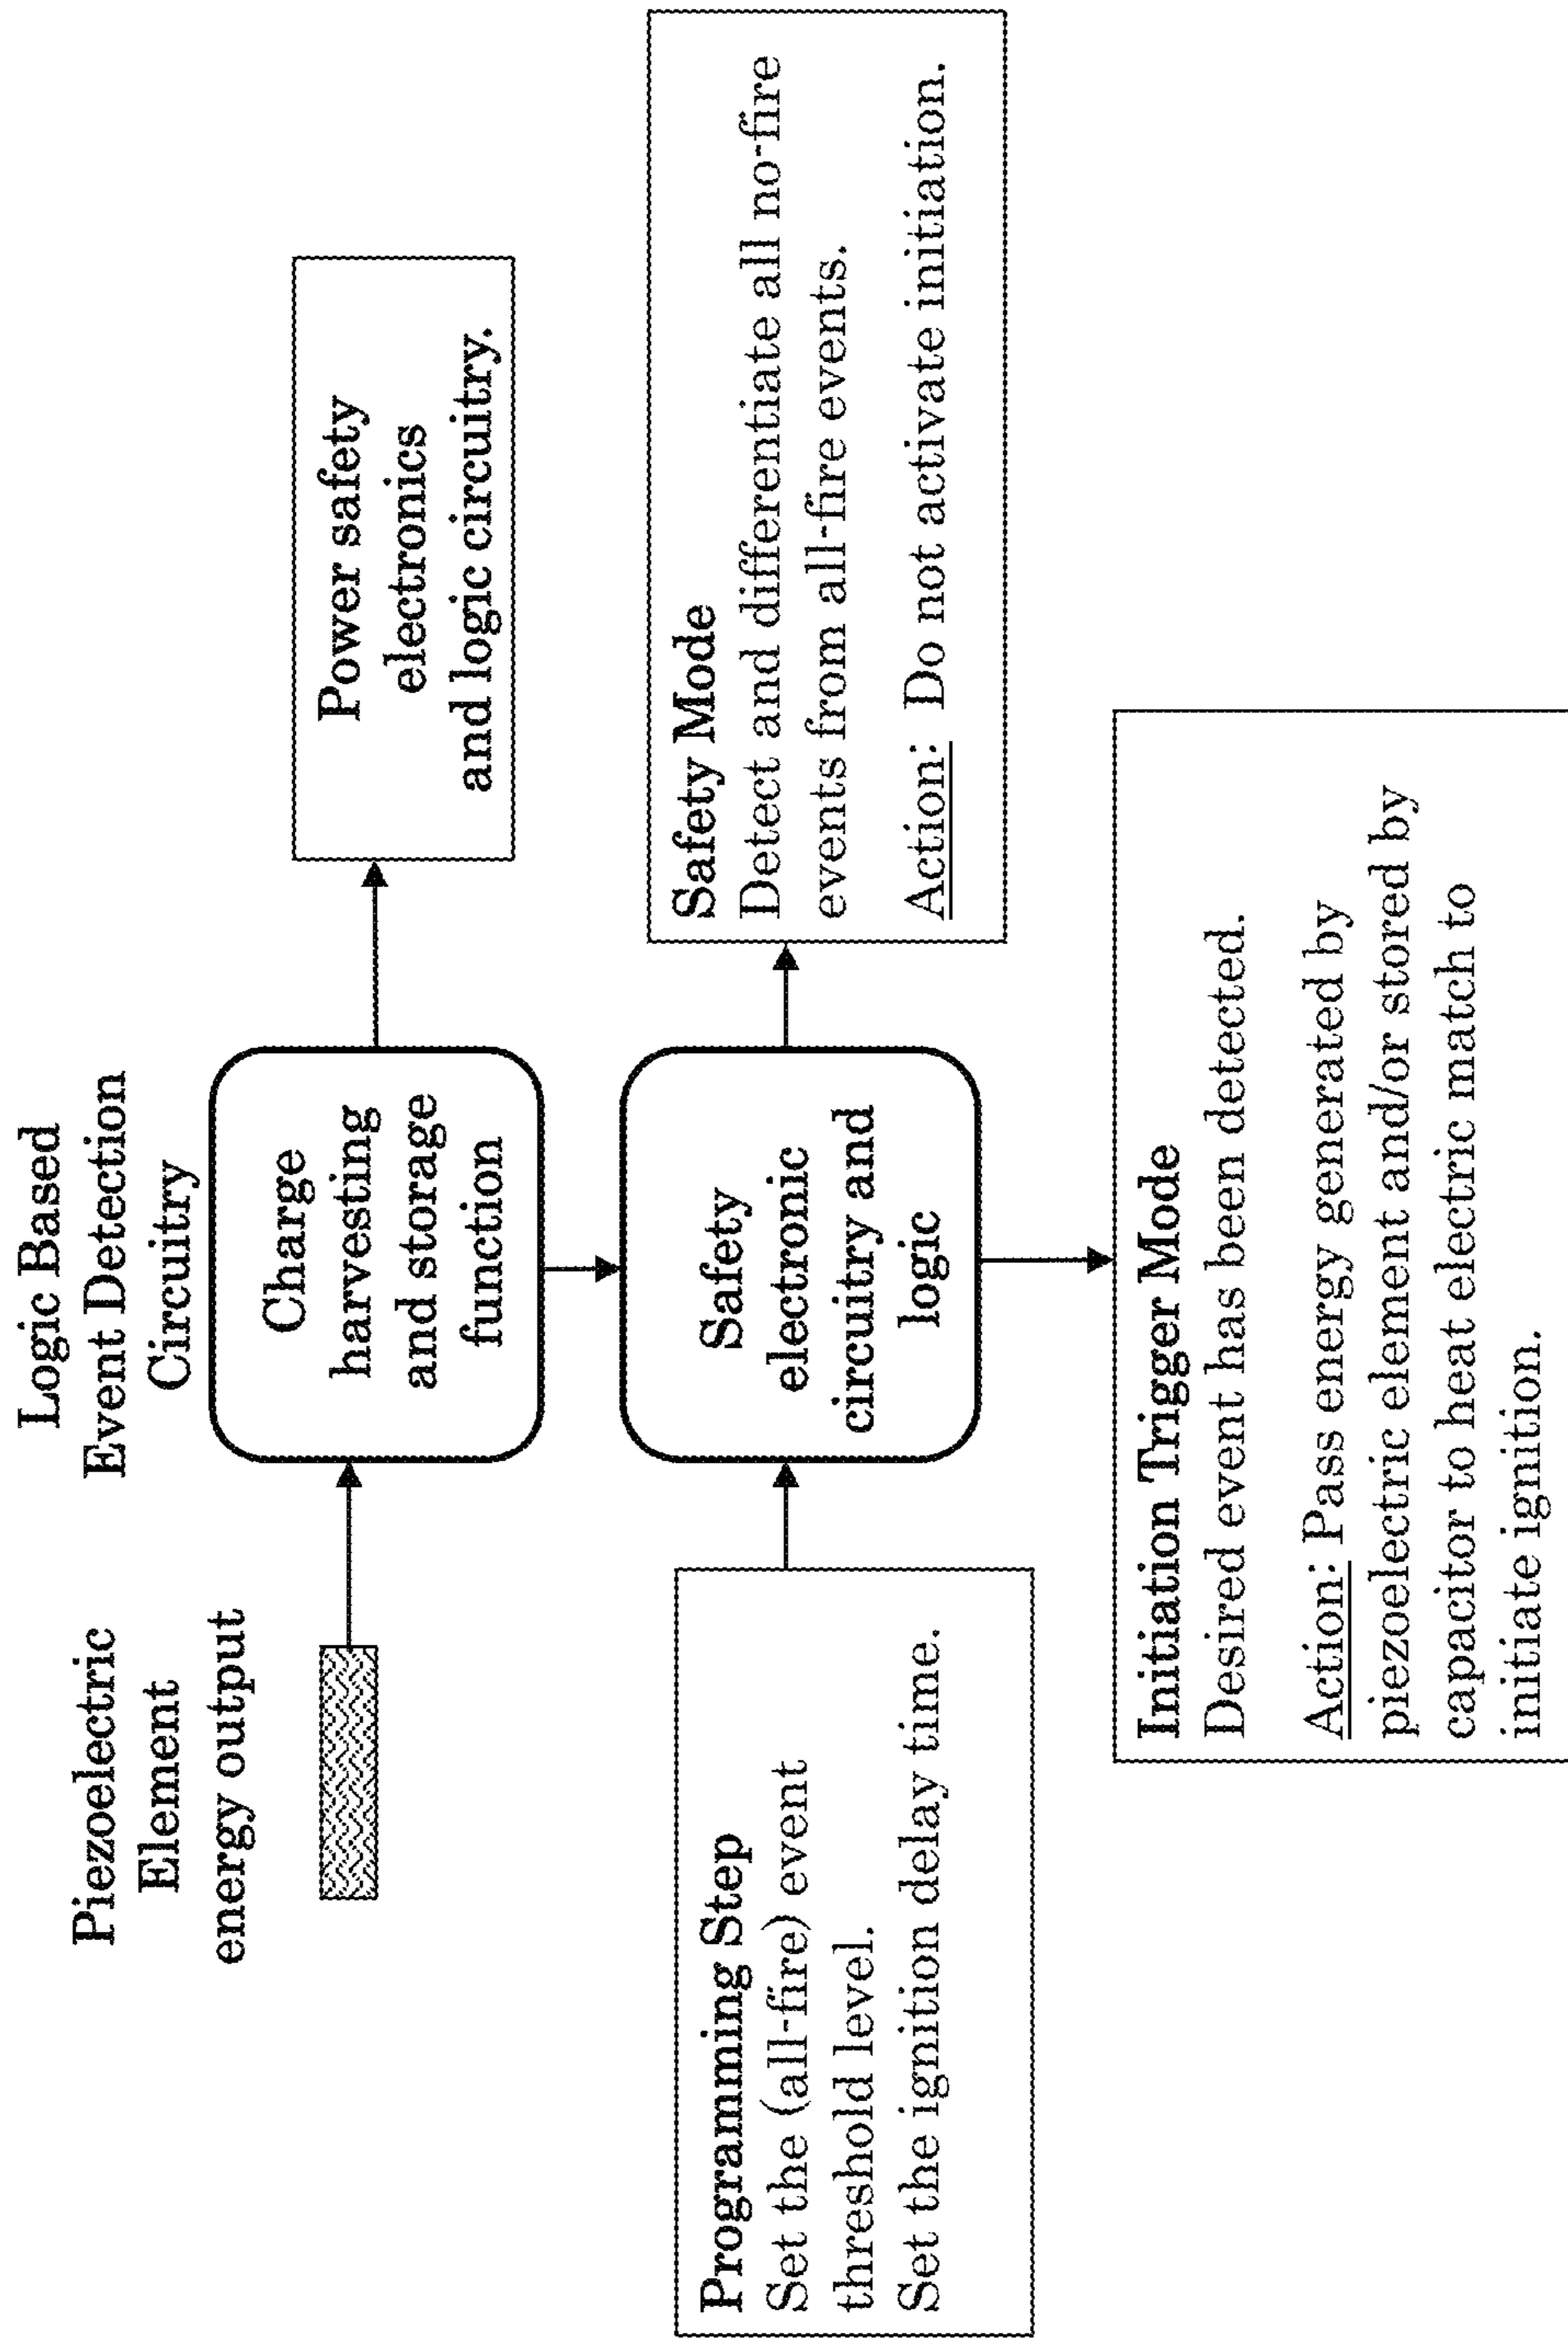 Piezoelectric
Element
energy output
Logic Based
Event Detection
Circuitry
Charge
harvesting
and storage
function
Power safety
electronics
and logic circuitry.
Programming Step
Set the (all-fire) event
threshold level.
Set the ignition delay time.
Safety
electronic
circuitry and
logic
Safety Mode
Detect and differentiate all no-fire
events from all-fire events.
Action: Do not activate initiation.
Initiation Trigger Mode
Desired event has been detected.
Action: Pass energy generated by
piezoelectric element and/or stored by
capacitor to heat electric match to
initiate ignition.